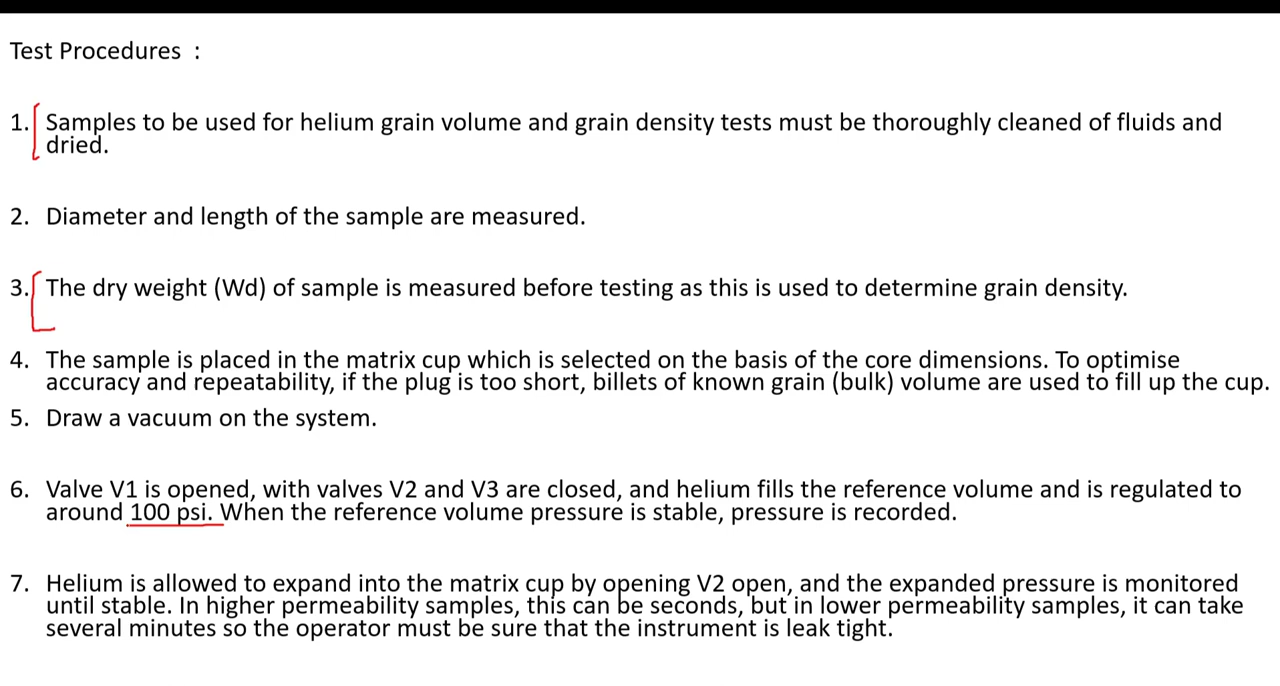 Test Procedures :
1. Samples to be used for helium grain volume and grain density tests must be thoroughly cleaned of fluids and
dried.
2. Diameter and length of the sample are measured.
3. The dry weight (Wd) of sample is measured before testing as this is used to determine grain density.
4. The sample is placed in the matrix cup which is selected on the basis of the core dimensions. To optimise
accuracy and repeatability, if the plug is too short, billets of known grain (bulk) volume are used to fill up the cup.
5. Draw a vacuum on the system.
6. Valve V1 is opened, with valves V2 and V3 are closed, and helium fills the reference volume and is regulated to
around 100 psi. When the reference volume pressure is stable, pressure is recorded.
7. Helium is allowed to expand into the matrix cup by opening V2 open, and the expanded pressure is monitored
until stable. In higher permeability samples, this can be seconds, but in lower permeability samples, it can take
several minutes so the operator must be sure that the instrument is leak tight.